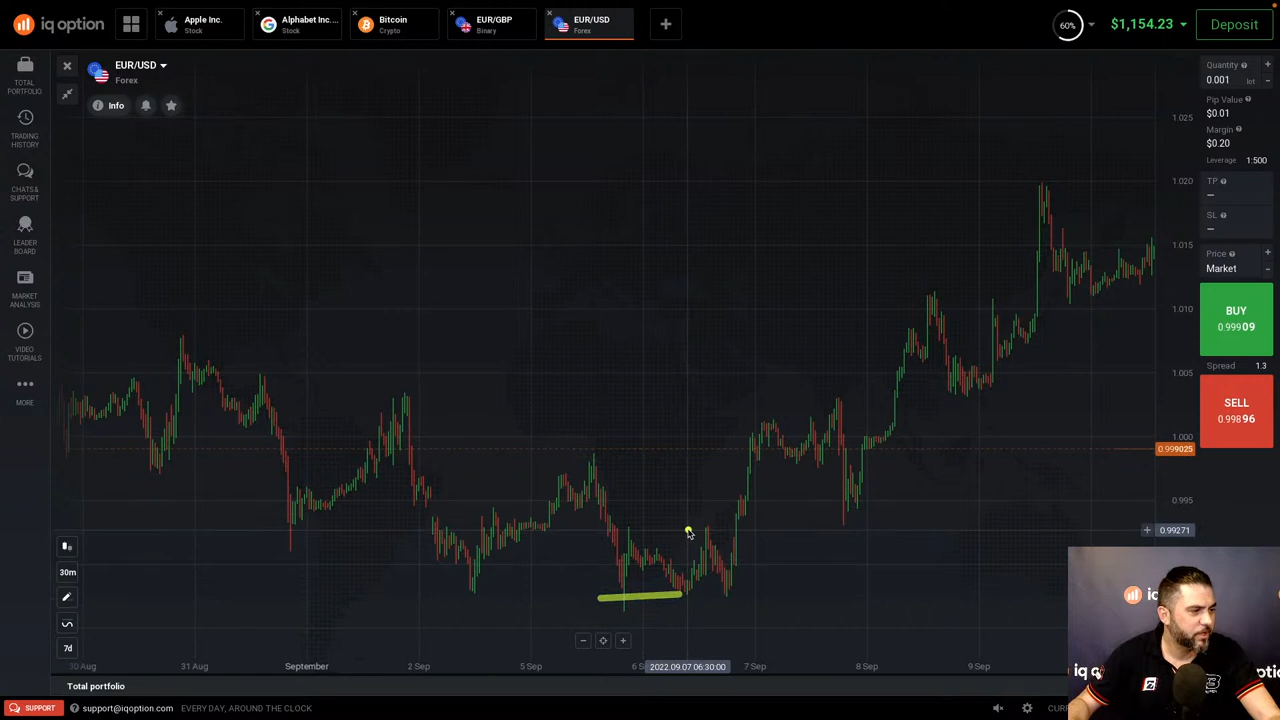 iq option
Apple Inc.
Stock
Alphabet Inc....
Stock
Bitcoin
Crypto
EUR/GBP
Binary
EUR/USD
Forex
60%
$1,154.23
Deposit
TOTAL
PORTFOLIO
TRADING
HISTORY
CHATS &
SUPPORT
LEADER
BOARD
MARKET
ANALYSIS
VIDEO
TUTORIALS
MORE
EUR/USD
Forex
Info
1.025
1.020
1.015
1.010
1.005
1.000
0.999025
0.995
0.99271
Quantity
0.001 lot
Pip Value
$0.01
Margin
$0.20
Leverage 1:500
TP
SL
Price
Market
BUY
0.99909
Spread 1.3
SELL
0.99896
30m
7d
30 Aug
31 Aug
September
2 Sep
5 Sep
2022.09.07 06:30:00
7 Sep
8 Sep
9 Sep
Total portfolio
SUPPORT
support@iqoption.com
EVERY DAY, AROUND THE CLOCK
iq option